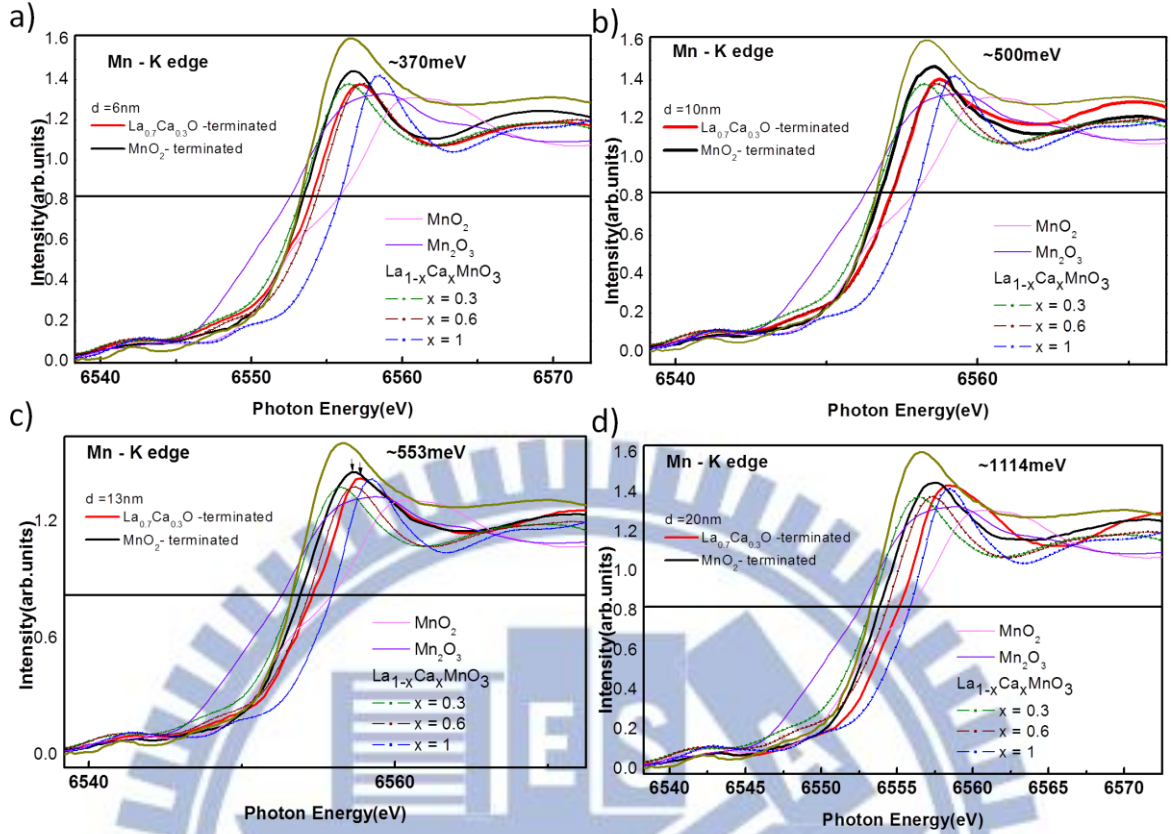 a)
Mn - K edge
~370meV
d =6nm
La0.7Ca0.3O -terminated
MnO2- terminated
MnO2
Mn2O3
La1-xCaxMnO3
x = 0.3
x = 0.6
x = 1
Intensity(arb.units)
1.6
1.4
1.2
1.0
0.8
0.6
0.4
0.2
0.0
6540
6550
6560
6570
Photon Energy(eV)
b)
Mn - K edge
~500meV
d =10nm
La0.7Ca0.3O -terminated
MnO2- terminated
MnO2
Mn2O3
La1-xCaxMnO3
x = 0.3
x = 0.6
x = 1
Intensity(arb.units)
1.6
1.4
1.2
1.0
0.8
0.6
0.4
0.2
0.0
6540
6560
Photon Energy(eV)
c)
Mn - K edge
~553meV
d =13nm
La0.7Ca0.3O -terminated
MnO2- terminated
MnO2
Mn2O3
La1-xCaxMnO3
x = 0.3
x = 0.6
x = 1
Intensity(arb.units)
1.2
0.6
0.0
6540
6560
Photon Energy(eV)
d)
Mn - K edge
~1114meV
d =20nm
La0.7Ca0.3O -terminated
MnO2- terminated
MnO2
Mn2O3
La1-xCaxMnO3
x = 0.3
x = 0.6
x = 1
Intensity(arb.units)
1.6
1.4
1.2
1.0
0.8
0.6
0.4
0.2
0.0
6540
6545
6550
6555
6560
6565
6570
Photon Energy(eV)